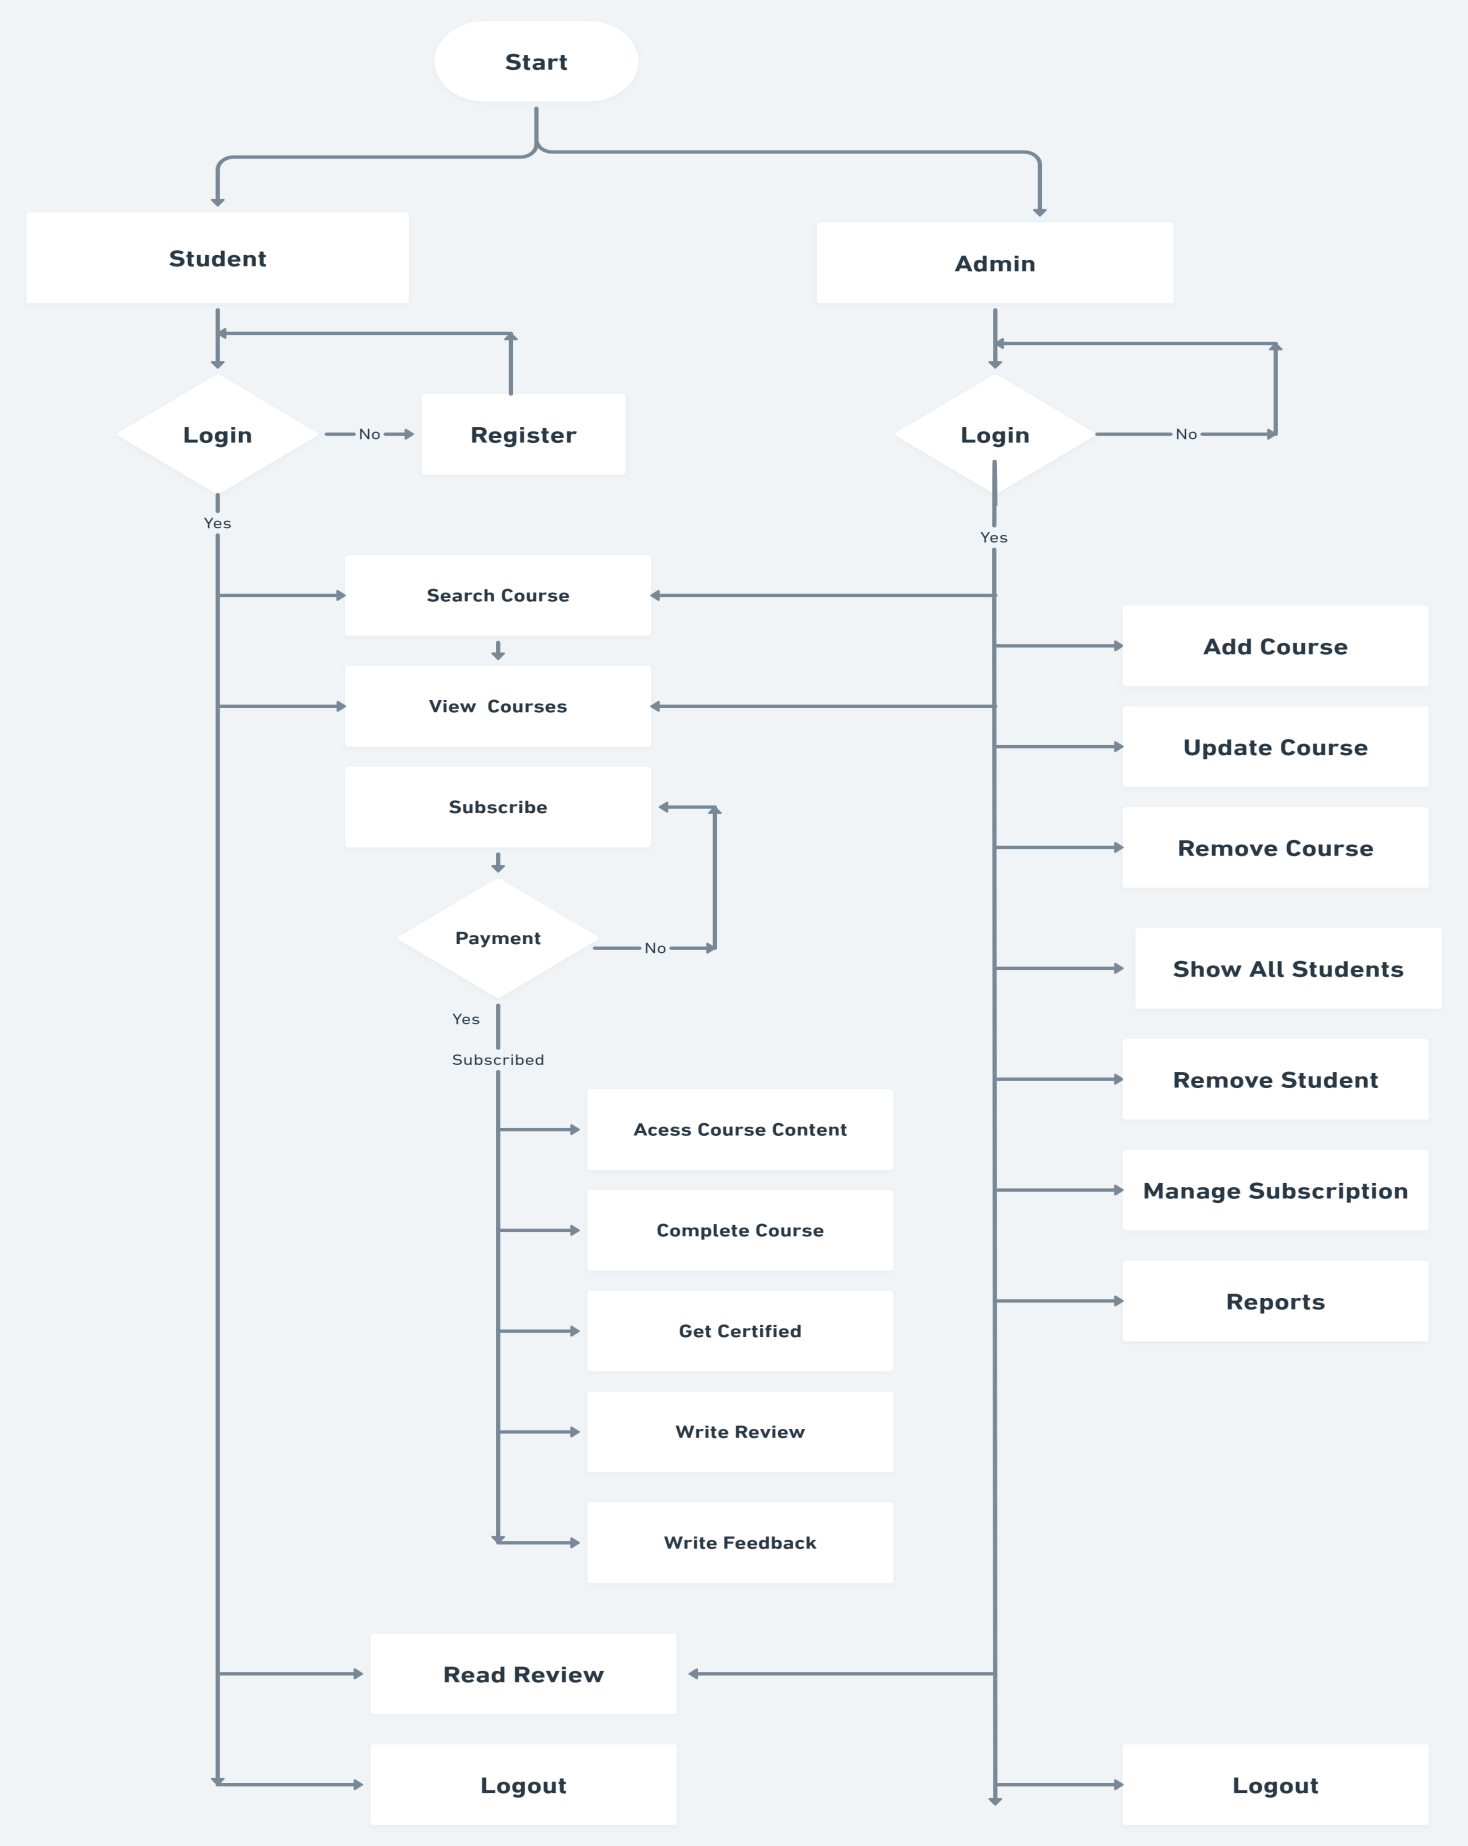 Start
Student
Admin
Login
No
Register
Login
No
Yes
Yes
Search Course
Add Course
View  Courses
Update Course
Subscribe
Remove Course
Payment
No
Show All Students
Yes
Subscribed
Remove Student
Acess Course Content
Manage Subscription
Complete Course
Reports
Get Certified
Write Review
Write Feedback
Read Review
Logout
Logout